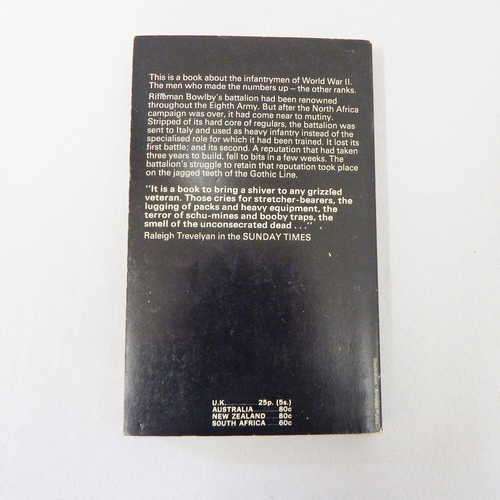 This is a book about the infantrymen of World War II.
The men who made the numbers up – the other ranks.
Rifleman Bowlby's battalion had been renowned
throughout the Eighth Army. But after the North Africa
campaign was over, it had come near to mutiny.
Stripped of its hard core of regulars, the battalion was
sent to Italy and used as heavy infantry instead of the
specialised role for which it had been trained. It lost its
first battle; and its second. A reputation that had taken
three years to build, fell to bits in a few weeks. The
battalion's struggle to retain that reputation took place
on the jagged teeth of the Gothic Line.
"It is a book to bring a shiver to any grizzled
veteran. Those cries for stretcher-bearers, the
lugging of packs and heavy equipment, the
terror of schu-mines and booby traps, the
smell of the unconsecrated dead ..." .
Raleigh Trevelyan in the SUNDAY TIMES
U.K. 25p. (5s.)
AUSTRALIA 80c
NEW ZEALAND 80c
SOUTH AFRICA 60c